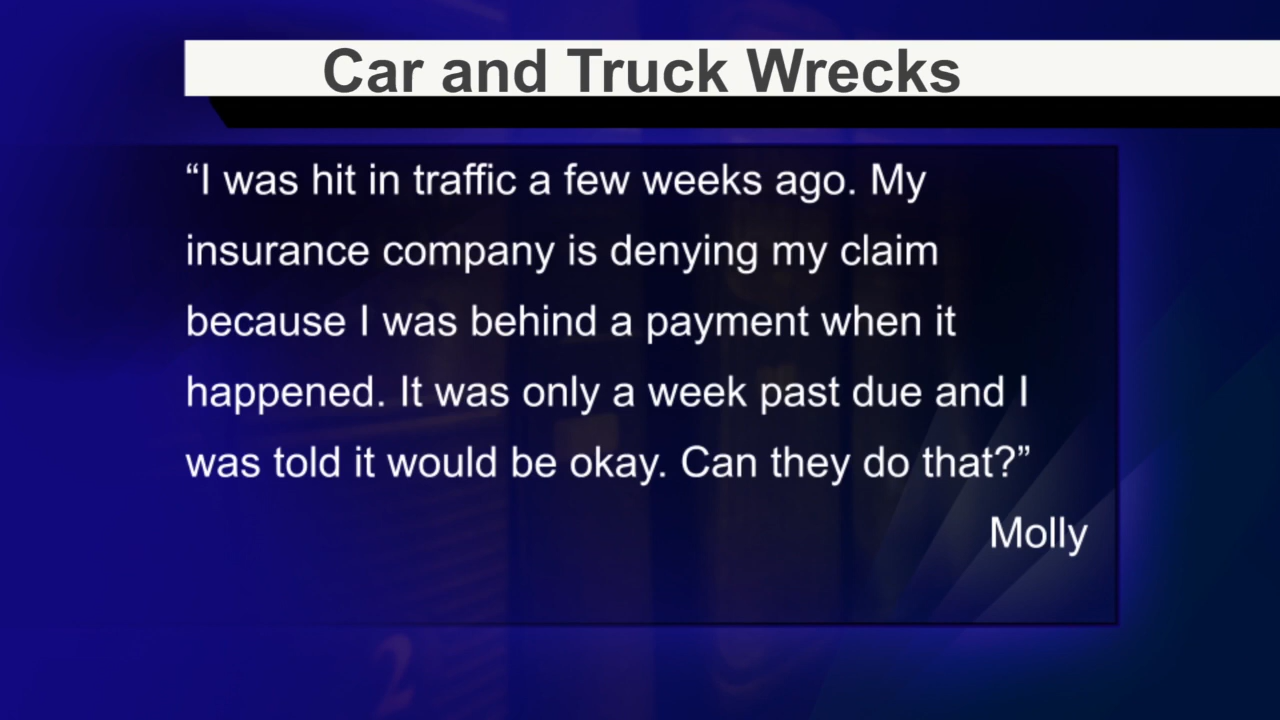 Car and Truck Wrecks
“I was hit in traffic a few weeks ago. My
insurance company is denying my claim
because I was behind a payment when it
happened. It was only a week past due and I
was told it would be okay. Can they do that?”
Molly
2